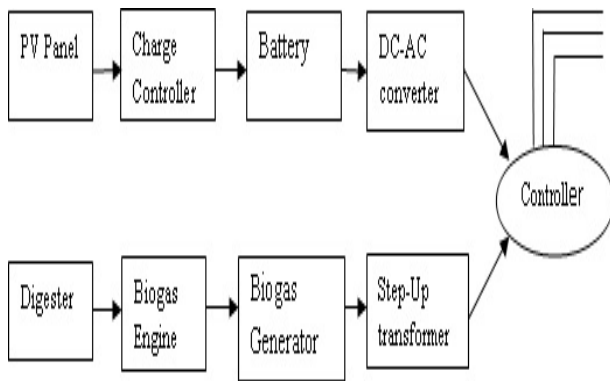 PV Panel
Charge
Controller
Battery
DC-AC
converter
Controller
Digester
Biogas
Engine
Biogas
Generator
Step-Up
transformer